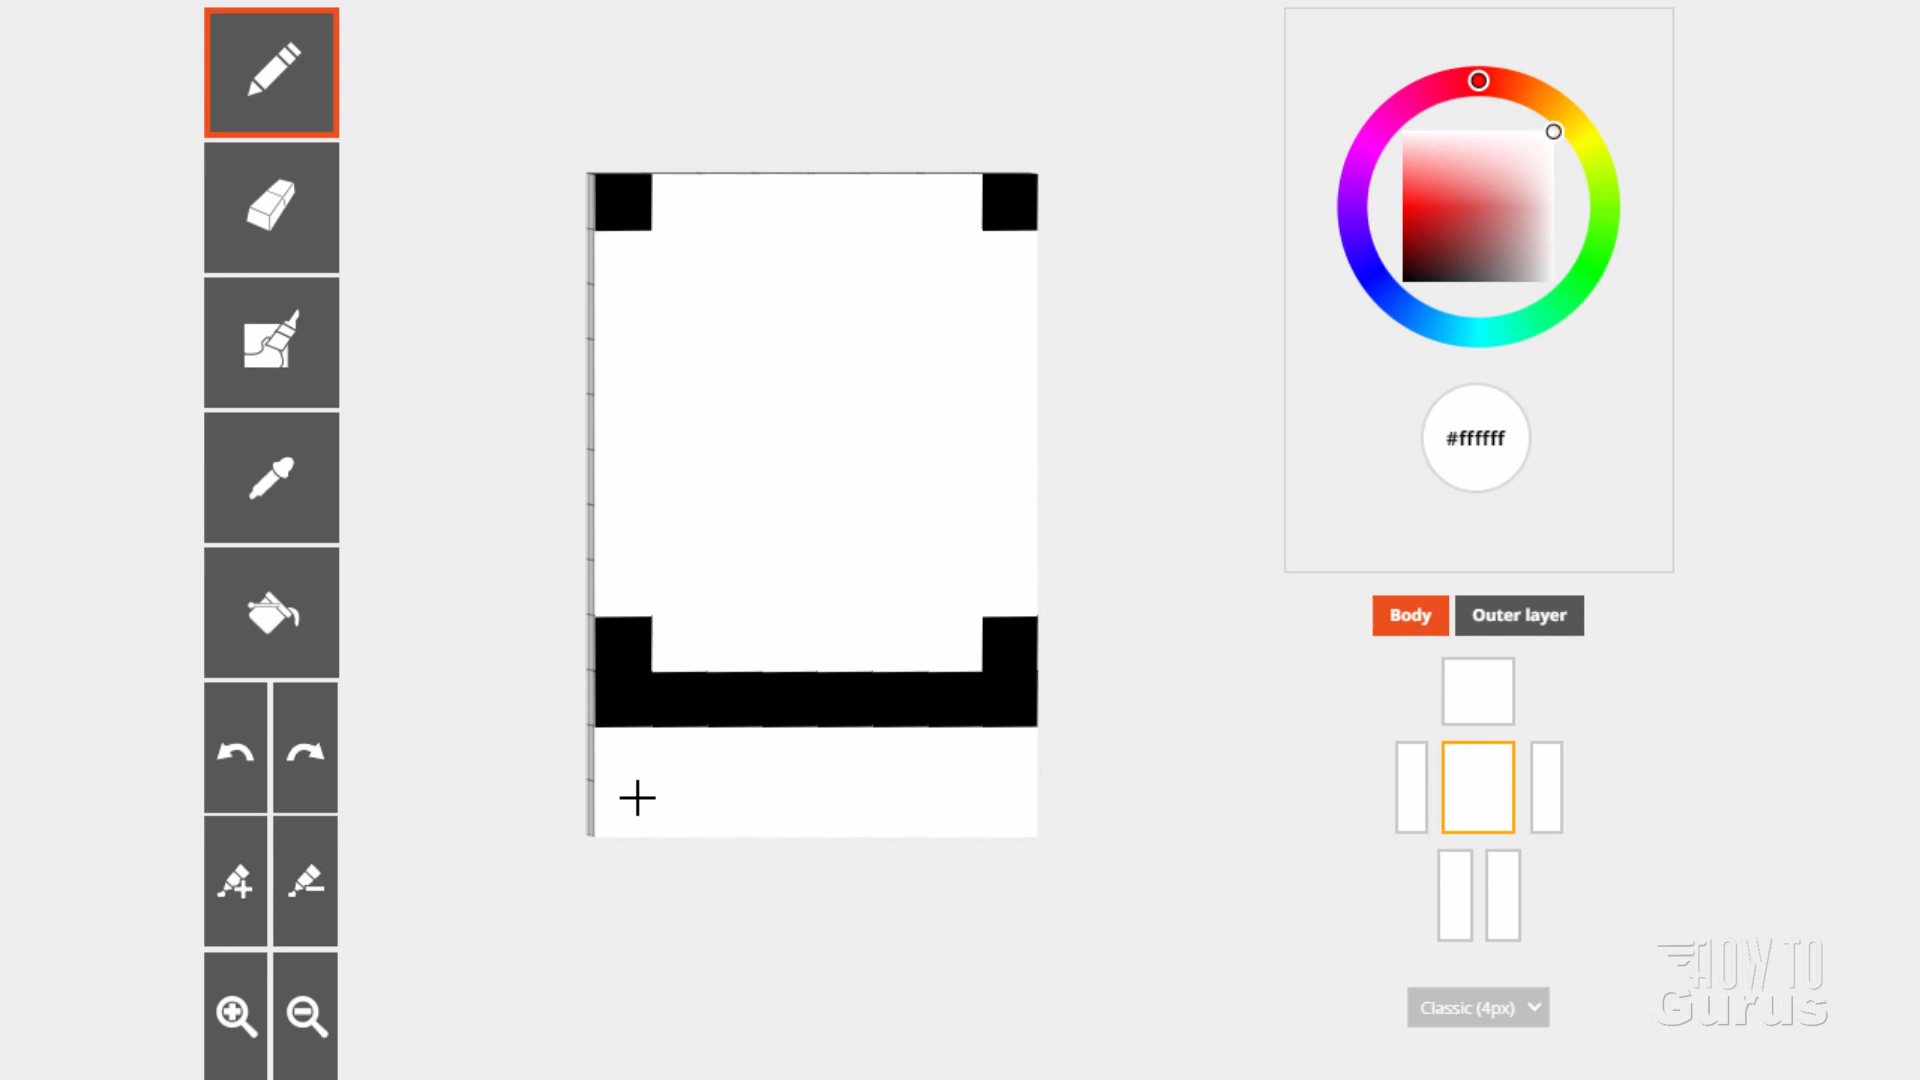 #ffffff
Body
Outer layer
Classic (4px)
HOW TO
Gurus